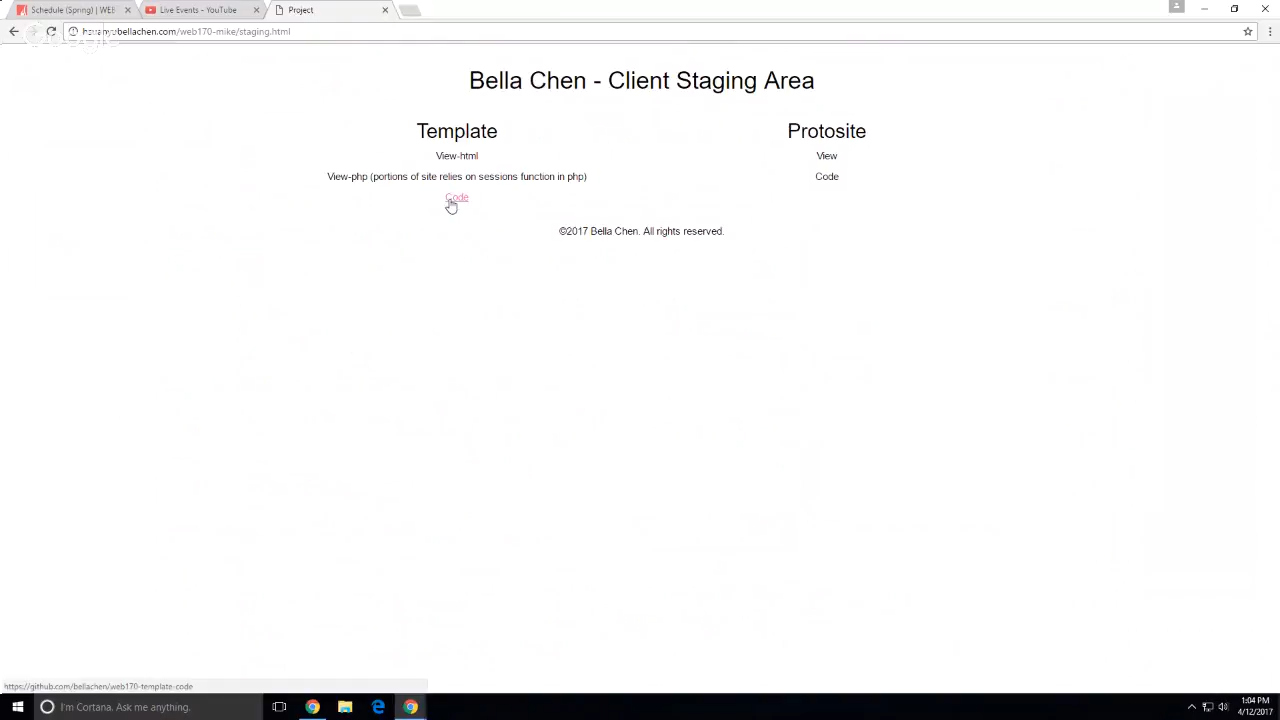 Schedule (Spring) | WEB
Live Events - YouTube
Project
bellachen.com/web170-mike/staging.html
Bella Chen - Client Staging Area
Template
Protosite
View-html
View
View-php (portions of site relies on sessions function in php)
Code
Code
©2017 Bella Chen. All rights reserved.
https://github.com/bellachen/web170-template-code
I'm Cortana. Ask me anything.
1:04 PM
4/12/2017